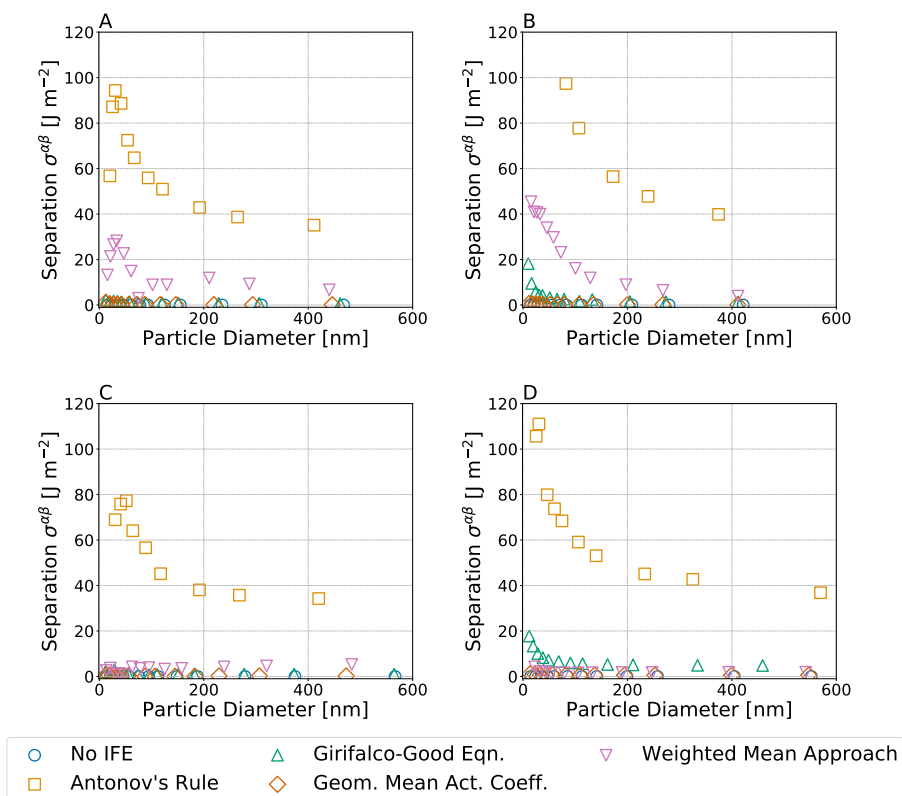 A
B
Separation σ^{αβ} [J m^{−2}]
120
100
80
60
40
20
0
0
200
400
600
Particle Diameter [nm]
Separation σ^{αβ} [J m^{−2}]
120
100
80
60
40
20
0
0
200
400
600
Particle Diameter [nm]
C
D
Separation σ^{αβ} [J m^{−2}]
120
100
80
60
40
20
0
0
200
400
600
Particle Diameter [nm]
Separation σ^{αβ} [J m^{−2}]
120
100
80
60
40
20
0
0
200
400
600
Particle Diameter [nm]
No IFE
Antonov's Rule
Girifalco-Good Eqn.
Geom. Mean Act. Coeff.
Weighted Mean Approach